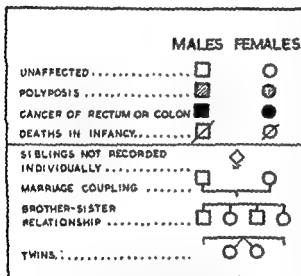 MALES FEMALES
UNAFFECTED
POLYPOSIS
CANCER OF RECTUM OR COLON
DEATHS IN INFANCY
SIBLINGS NOT RECORDED
INDIVIDUALLY
MARRIAGE COUPLING
BROTHER-SISTER
RELATIONSHIP
TWINS